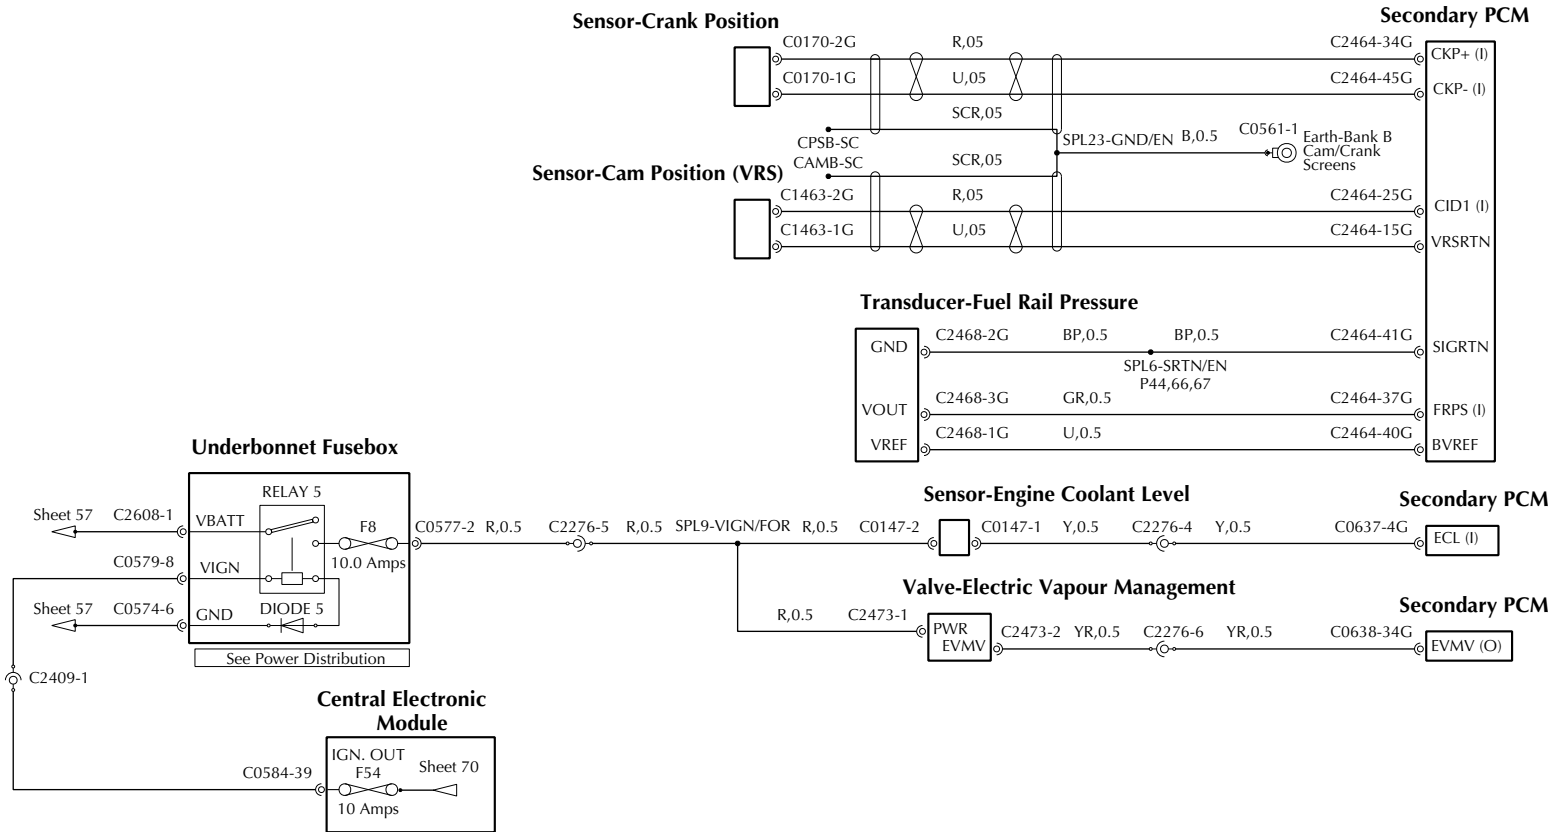 Sensor-Crank Position
Secondary PCM
C0170-2G R,05 C2464-34G
CKP+ (I)
C0170-1G U,05 C2464-45G
CKP- (I)
SCR,05
CPSB-SC
SPL23-GND/EN B,0.5 C0561-1
Earth-Bank B
Cam/Crank
Screens
CAMB-SC
SCR,05
Sensor-Cam Position (VRS)
C1463-2G R,05 C2464-25G
CID1 (I)
C1463-1G U,05 C2464-15G
VRSRTN
Transducer-Fuel Rail Pressure
C2468-2G BP,0.5 BP,0.5 C2464-41G
GND
SIGRTN
SPL6-SRTN/EN
P44,66,67
C2468-3G GR,0.5 C2464-37G
VOUT
FRPS (I)
C2468-1G U,0.5 C2464-40G
VREF
BVREF
Underbonnet Fusebox
RELAY 5
Sheet 57 C2608-1
VBATT
F8
10.0 Amps
C0579-8
VIGN
Sheet 57 C0574-6
GND
DIODE 5
See Power Distribution
C2409-1
Sensor-Engine Coolant Level
Secondary PCM
C0577-2 R,0.5 C2276-5 R,0.5 SPL9-VIGN/FOR R,0.5 C0147-2 C0147-1 Y,0.5 C2276-4 Y,0.5 C0637-4G
ECL (I)
Valve-Electric Vapour Management
Secondary PCM
R,0.5 C2473-1
PWR
EVMV
C2473-2 YR,0.5 C2276-6 YR,0.5 C0638-34G
EVMV (O)
Central Electronic
Module
C0584-39
IGN. OUT
F54
Sheet 70
10 Amps